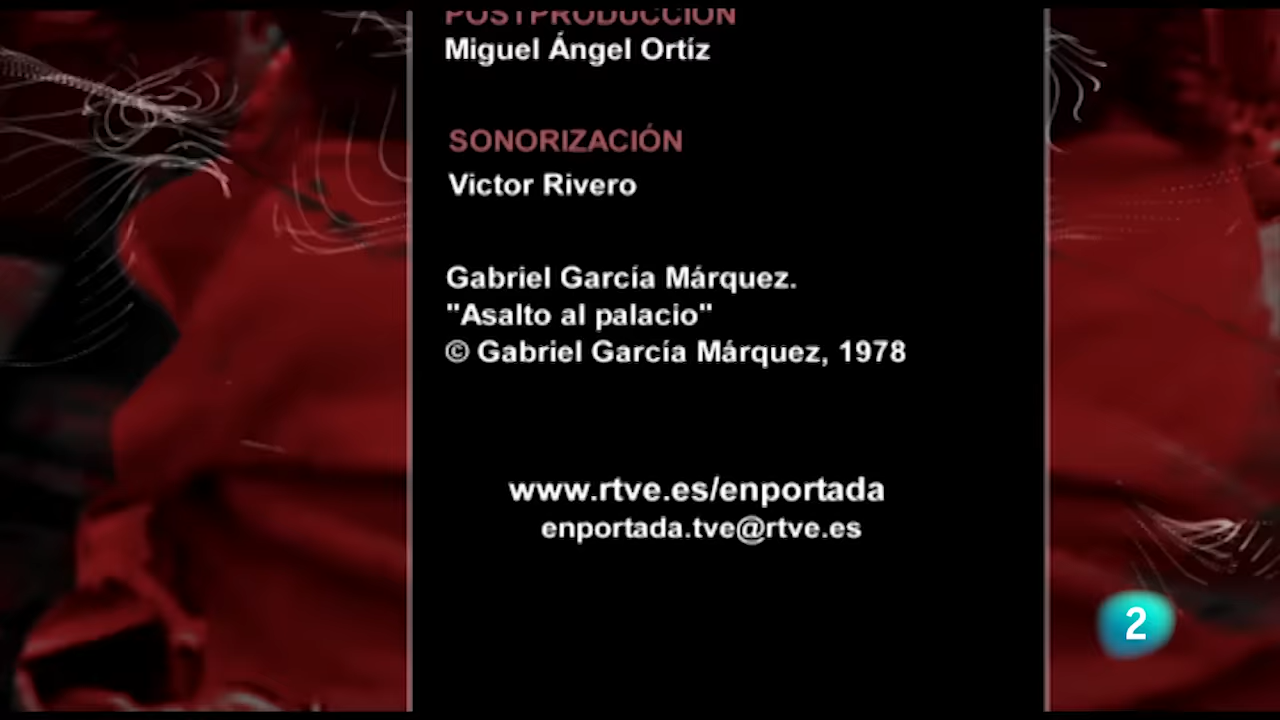 POSTPRODUCCIÓN
Miguel Ángel Ortíz
SONORIZACIÓN
Victor Rivero
Gabriel García Márquez.
"Asalto al palacio"
© Gabriel García Márquez, 1978
www.rtve.es/enportada
enportada.tve@rtve.es
2